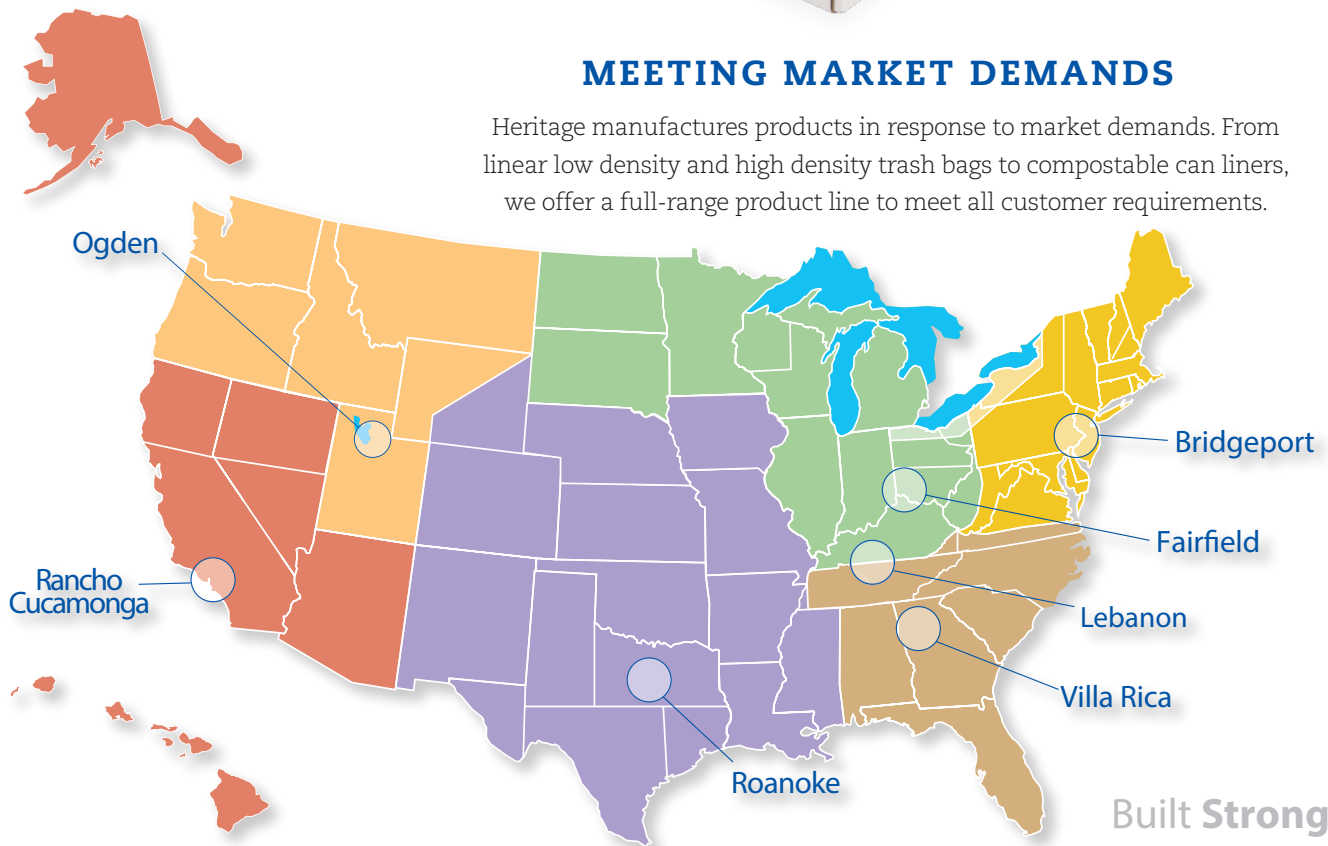 MEETING MARKET DEMANDS
Heritage manufactures products in response to market demands. From
linear low density and high density trash bags to compostable can liners,
we offer a full-range product line to meet all customer requirements.
Ogden
Bridgeport
Fairfield
Rancho
Cucamonga
Lebanon
Villa Rica
Roanoke
Built Strong